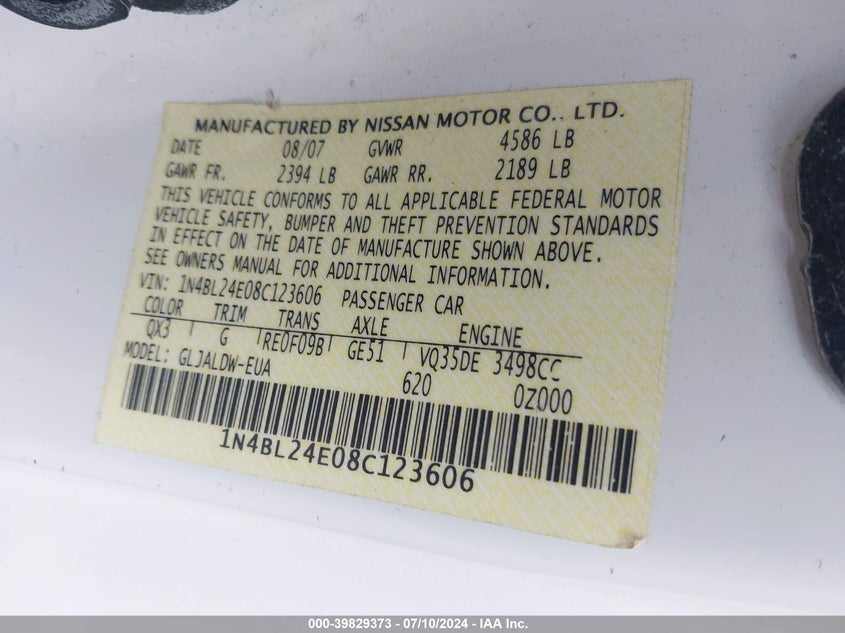 MANUFACTURED BY NISSAN MOTOR CO., LTD.
DATE 08/07 GVWR 4586 LB
GAWR FR. 2394 LB GAWR RR. 2189 LB
THIS VEHICLE CONFORMS TO ALL APPLICABLE FEDERAL MOTOR
VEHICLE SAFETY, BUMPER AND THEFT PREVENTION STANDARDS
IN EFFECT ON THE DATE OF MANUFACTURE SHOWN ABOVE.
SEE OWNERS MANUAL FOR ADDITIONAL INFORMATION.
VIN: 1N4BL24E08C123606 PASSENGER CAR
COLOR TRIM TRANS AXLE ENGINE
QX3 G RE0F09B GE51 VQ35DE 3498CC
MODEL: GLJALDW-EUA 620 0Z000
1N4BL24E08C123606
000-39829373 - 07/10/2024 - IAA Inc.